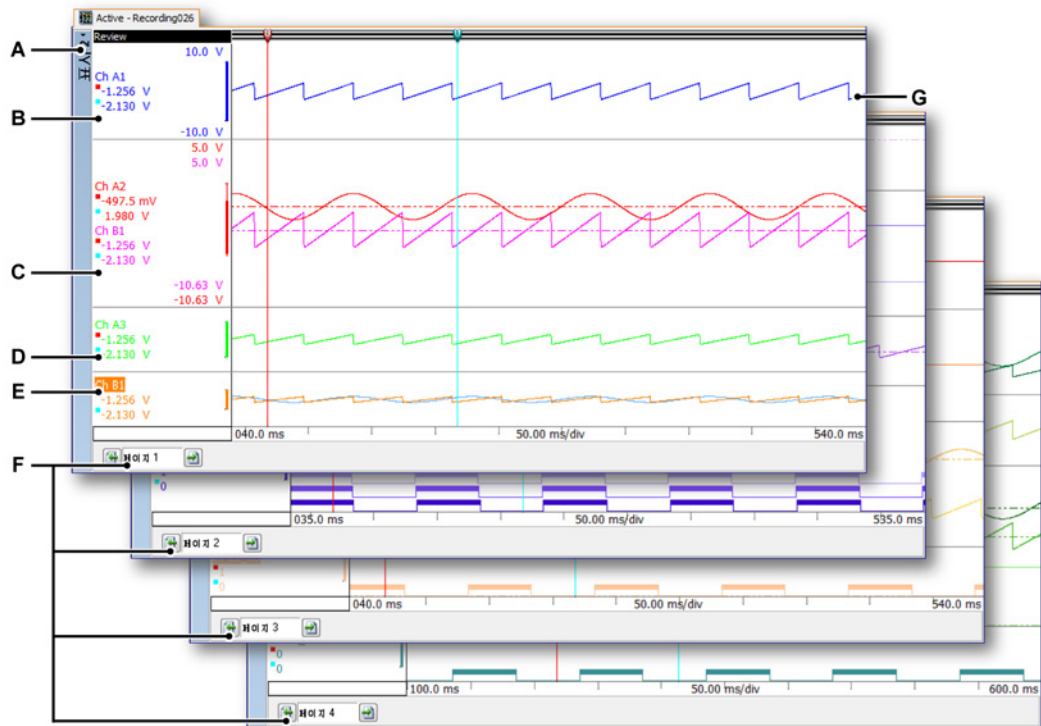 Active - Recording026
A
Review
10.0 V
Ch A1
-1.256 V
-2.130 V
B
G
-10.0 V
5.0 V
5.0 V
Ch A2
-497.5 mV
1.980 V
Ch B1
-1.256 V
-2.130 V
C
-10.63 V
-10.63 V
Ch A3
-1.256 V
-2.130 V
D
E
Ch B1
-1.256 V
-2.130 V
040.0 ms 50.00 ms/div 540.0 ms
F
페이지 1
0
035.0 ms 50.00 ms/div 535.0 ms
페이지 2
0
040.0 ms 50.00 ms/div 540.0 ms
페이지 3
0
0
100.0 ms 50.00 ms/div 600.0 ms
페이지 4